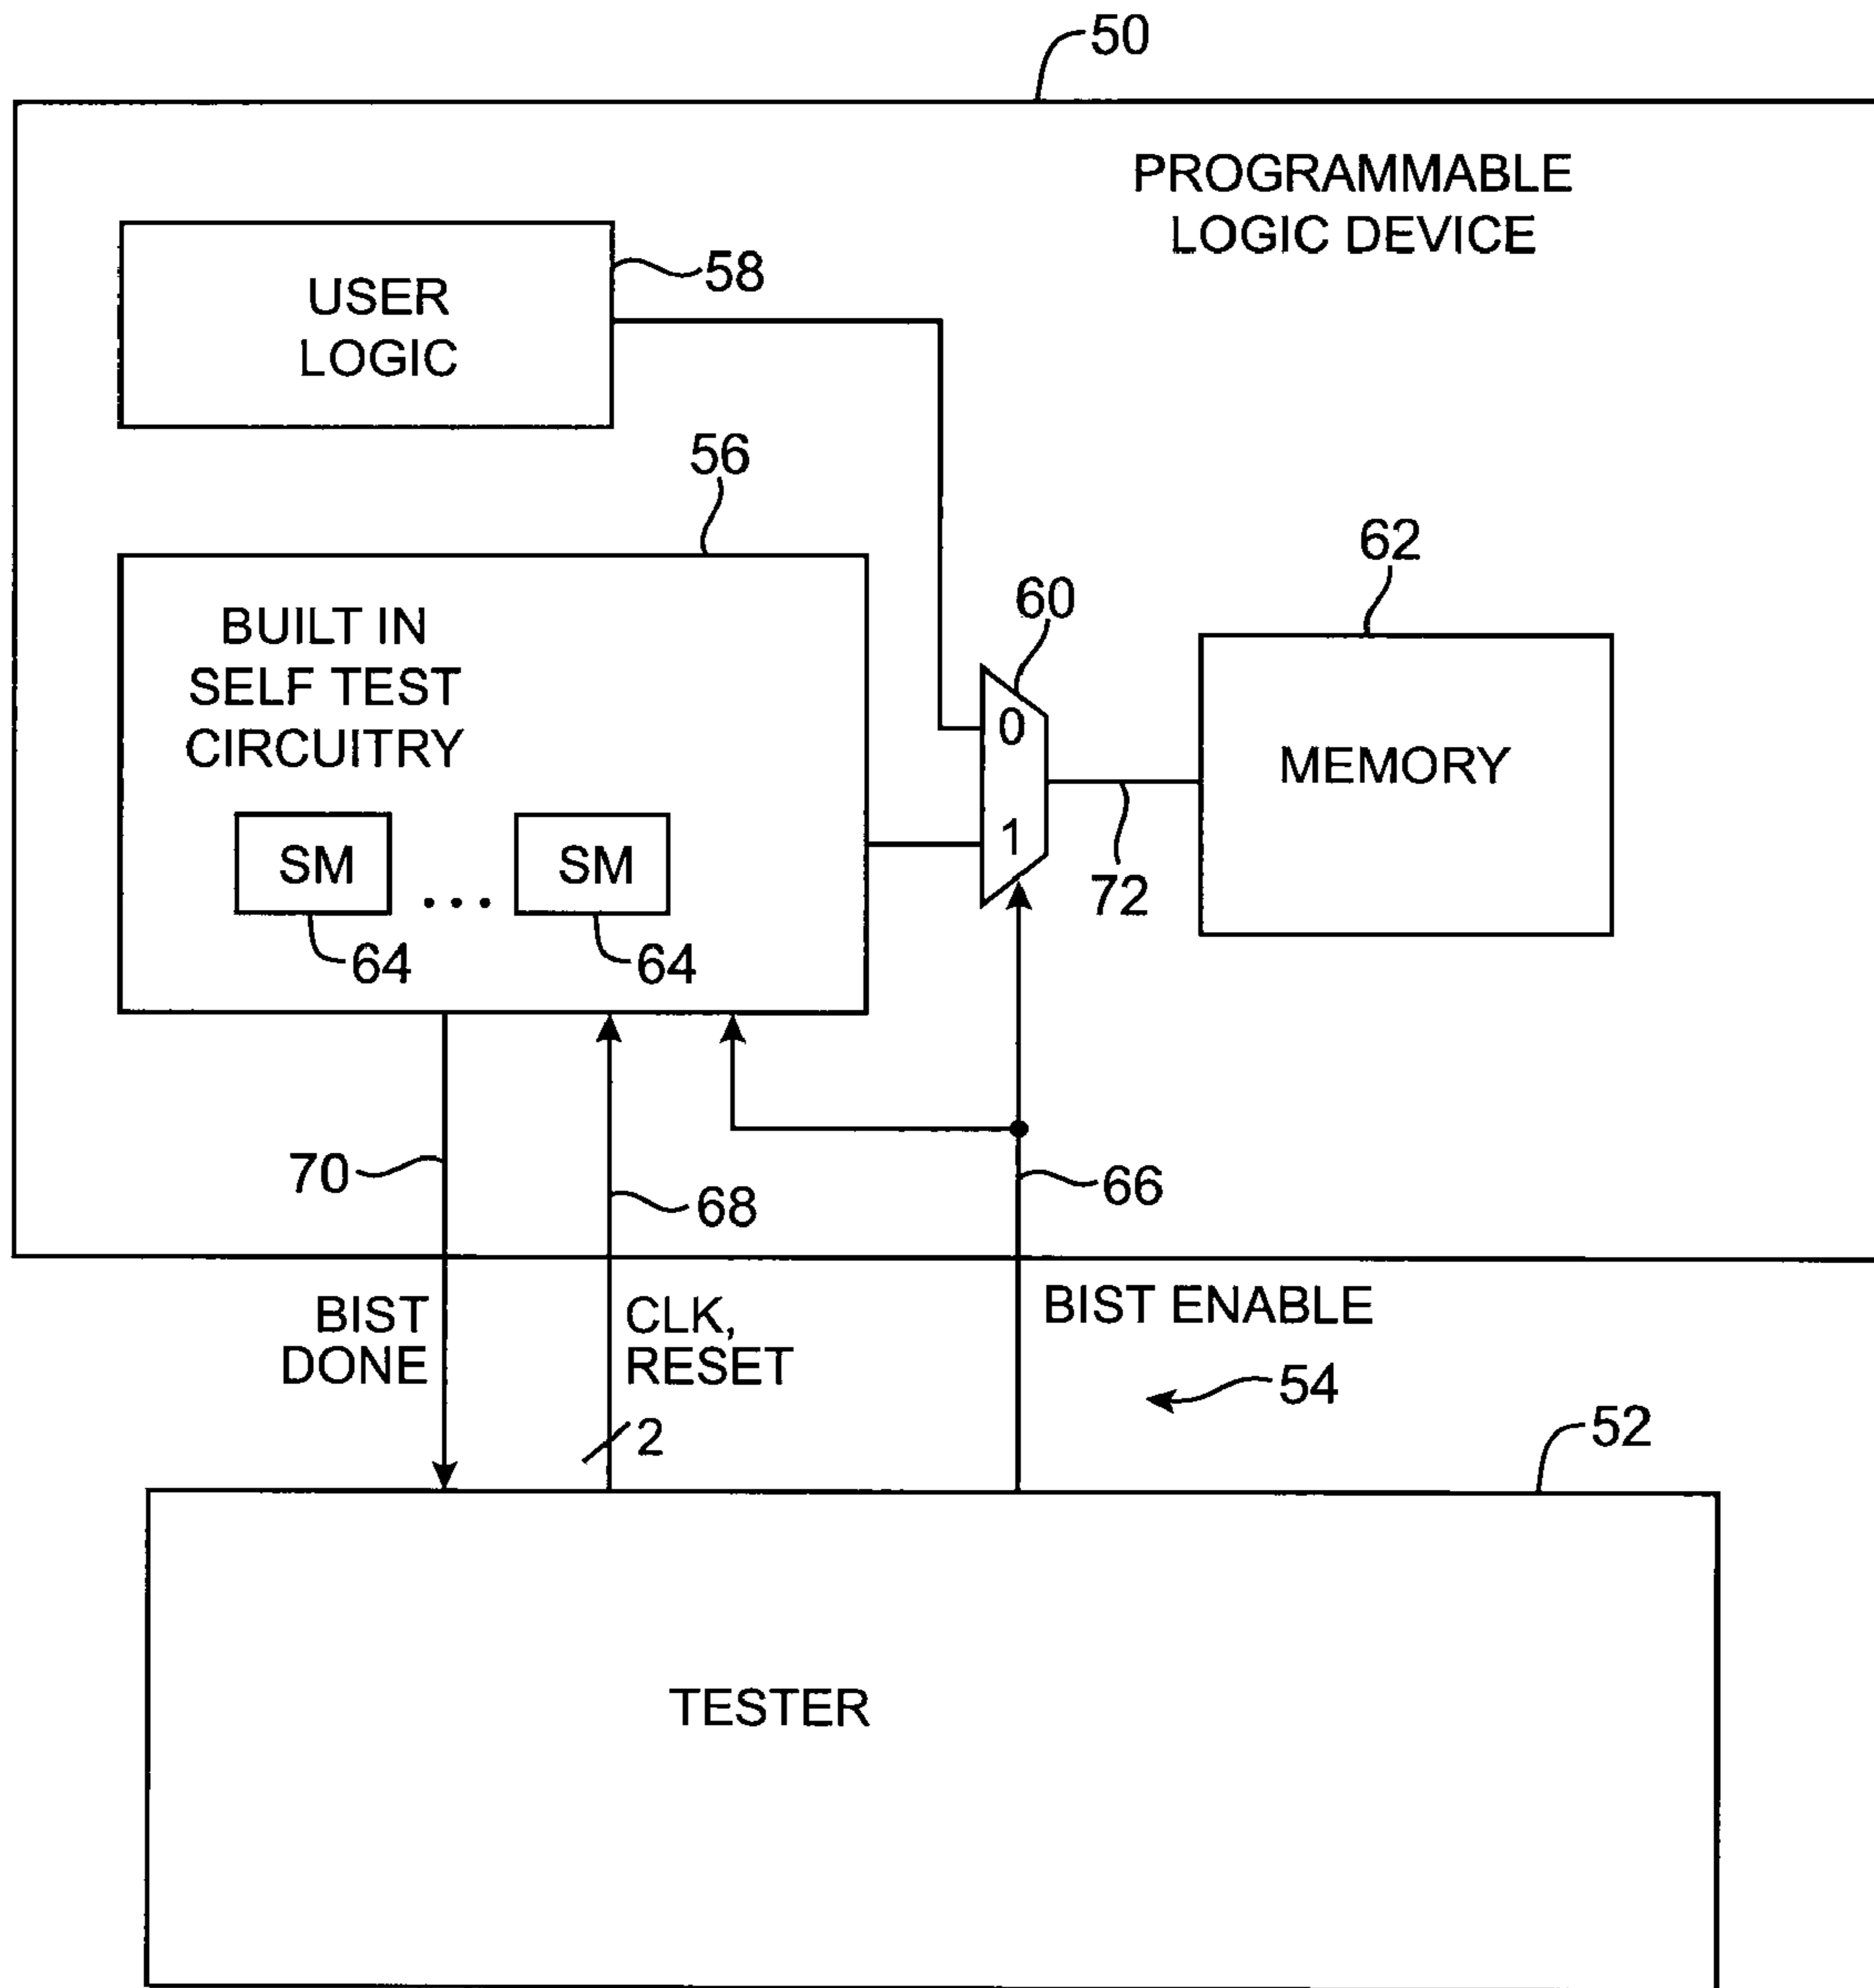 50
PROGRAMMABLE
LOGIC DEVICE
USER
LOGIC
58
56
BUILT IN
SELF TEST
CIRCUITRY
60
62
0
1
MEMORY
72
SM
...
SM
64
64
70
68
66
BIST
DONE
CLK,
RESET
2
BIST ENABLE
54
52
TESTER